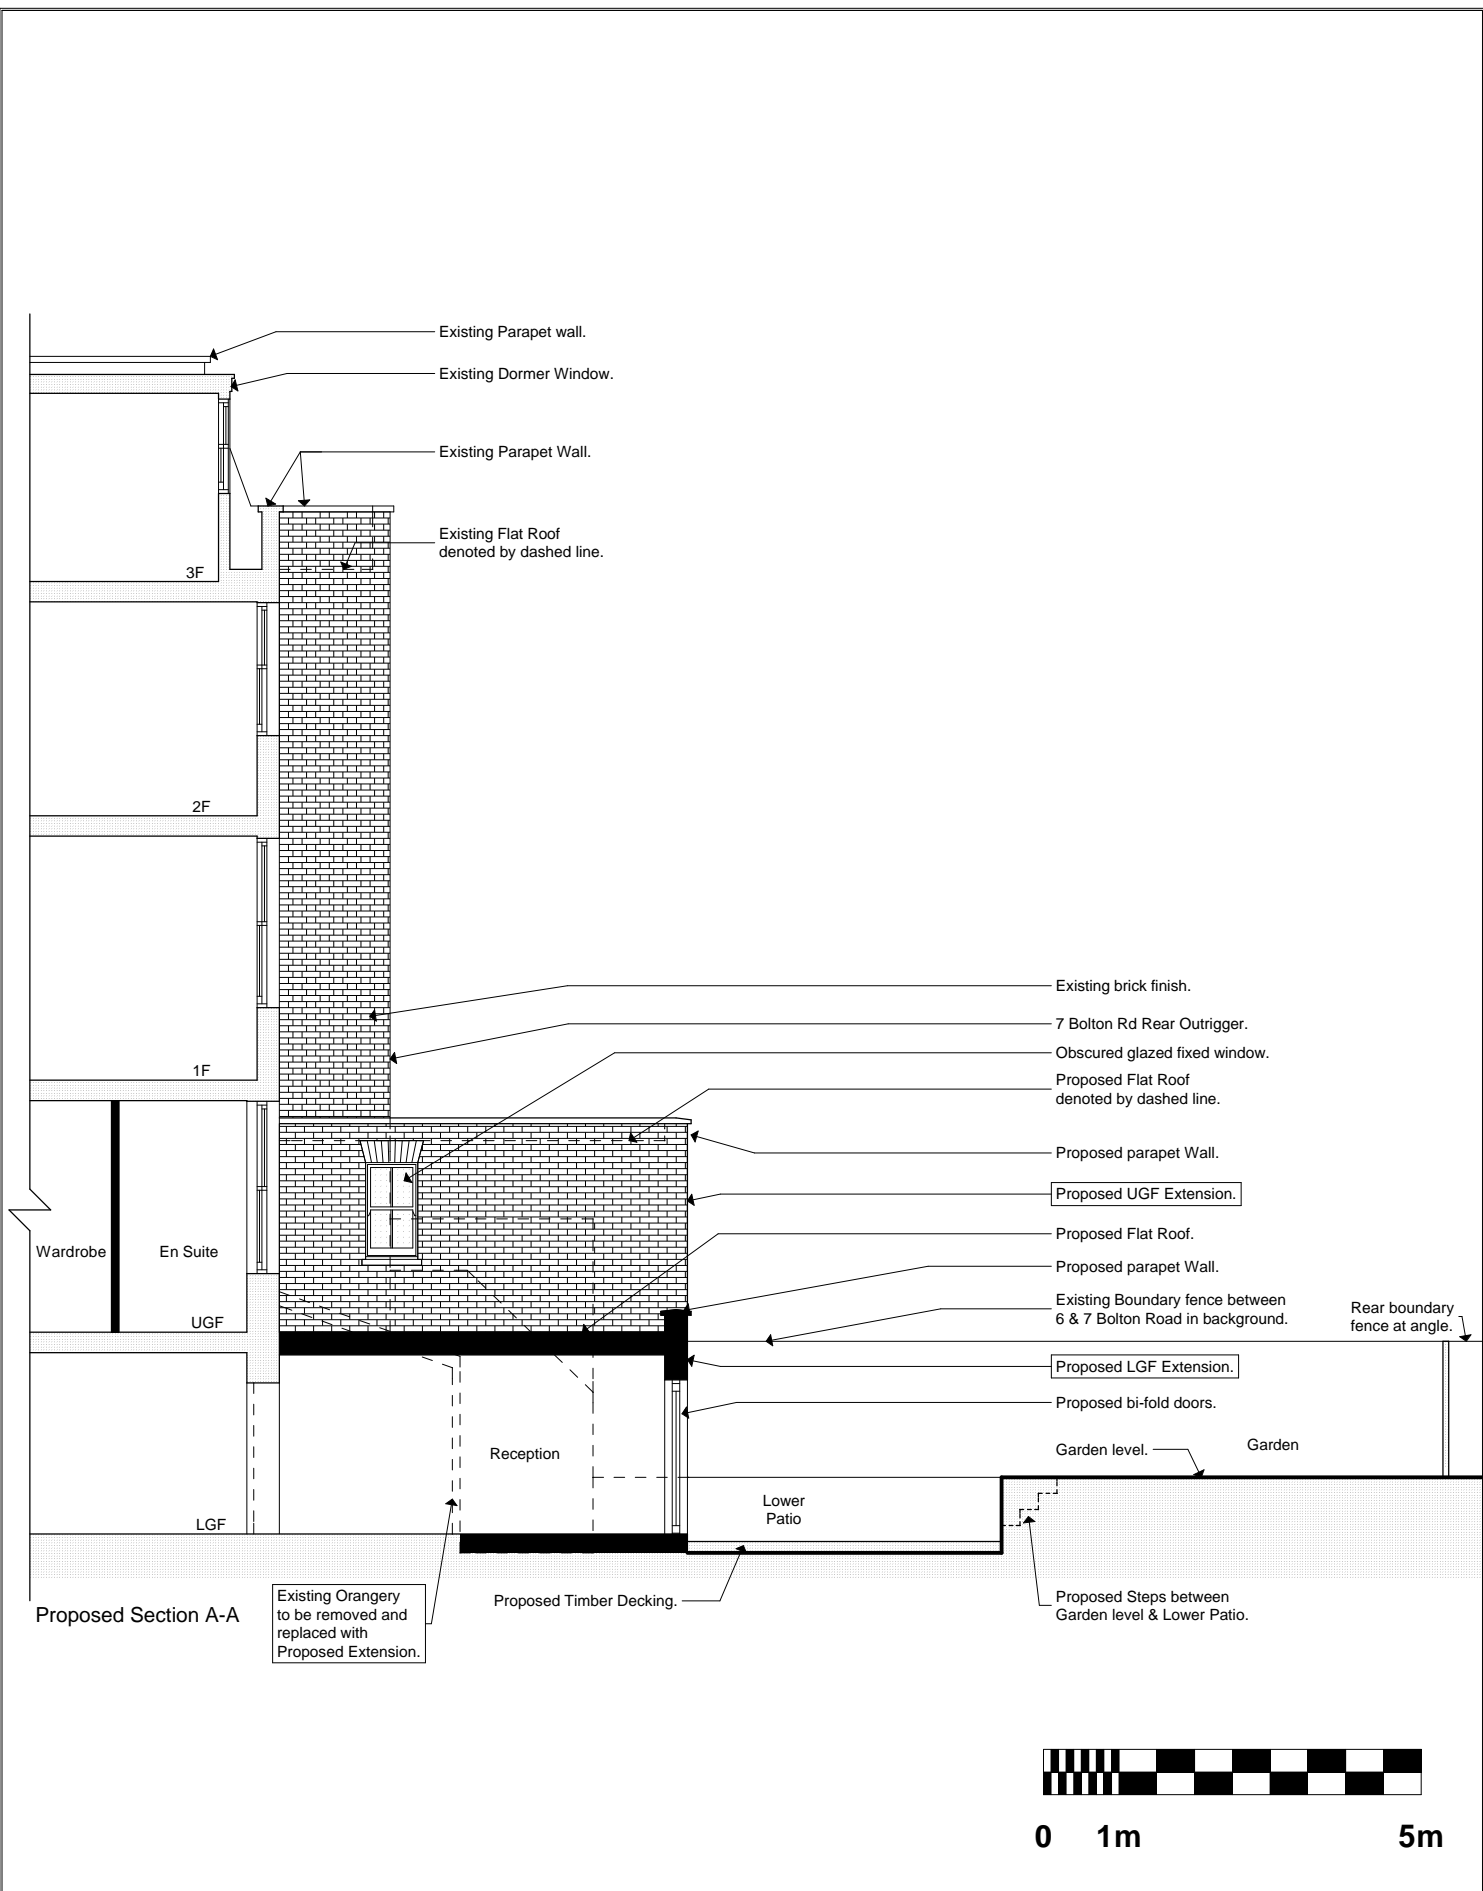 Existing Parapet wall.
Existing Dormer Window.
Existing Parapet Wall.
Existing Flat Roof
denoted by dashed line.
3F
2F
1F
Existing brick finish.
7 Bolton Rd Rear Outrigger.
Obscured glazed fixed window.
Proposed Flat Roof
denoted by dashed line.
Proposed parapet Wall.
Proposed UGF Extension.
Proposed Flat Roof.
Proposed parapet Wall.
Existing Boundary fence between
6 & 7 Bolton Road in background.
Rear boundary
fence at angle.
Proposed LGF Extension.
Proposed bi-fold doors.
Garden level.
Garden
Wardrobe
En Suite
UGF
Reception
Lower
Patio
LGF
Proposed Section A-A
Existing Orangery
to be removed and
replaced with
Proposed Extension.
Proposed Timber Decking.
Proposed Steps between
Garden level & Lower Patio.
0 1m 5m